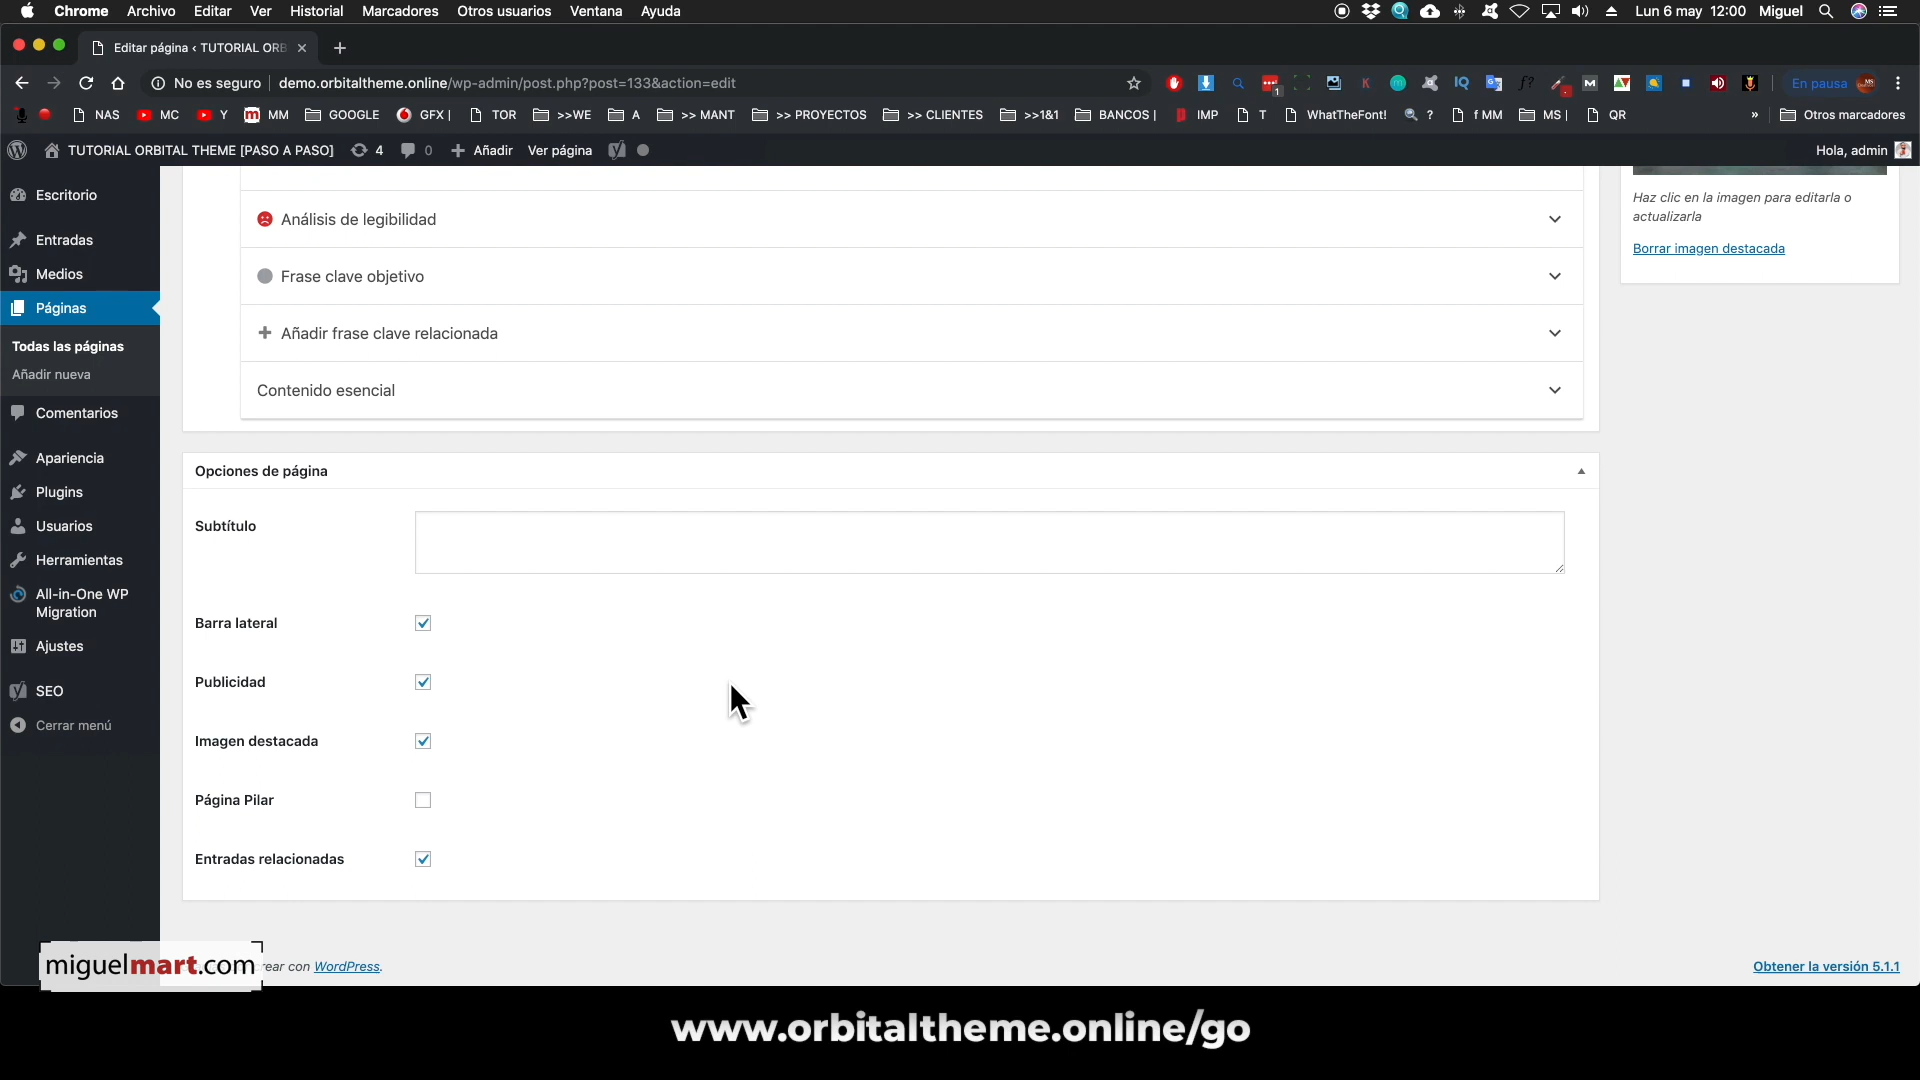 Chrome Archivo Editar Ver Historial Marcadores Otros usuarios Ventana Ayuda Lun 6 may 12:00 Miguel
Editar página ‹ TUTORIAL ORB
No es seguro demo.orbitaltheme.online/wp-admin/post.php?post=133&action=edit En pausa
NAS MC Y MM GOOGLE GFX | TOR >>WE A >> MANT >> PROYECTOS >> CLIENTES >>1&1 BANCOS | IMP T WhatTheFont! ? f MM MS | QR » Otros marcadores
TUTORIAL ORBITAL THEME [PASO A PASO] 4 0 Añadir Ver página Hola, admin
Escritorio
Entradas
Medios
Páginas
Todas las páginas
Añadir nueva
Comentarios
Apariencia
Plugins
Usuarios
Herramientas
All-in-One WP
Migration
Ajustes
SEO
Cerrar menú
Análisis de legibilidad
Frase clave objetivo
Añadir frase clave relacionada
Contenido esencial
Haz clic en la imagen para editarla o
actualizarla
Borrar imagen destacada
Opciones de página
Subtítulo
Barra lateral
Publicidad
Imagen destacada
Página Pilar
Entradas relacionadas
miguelmart.com
rear con WordPress.
Obtener la versión 5.1.1
www.orbitaltheme.online/go